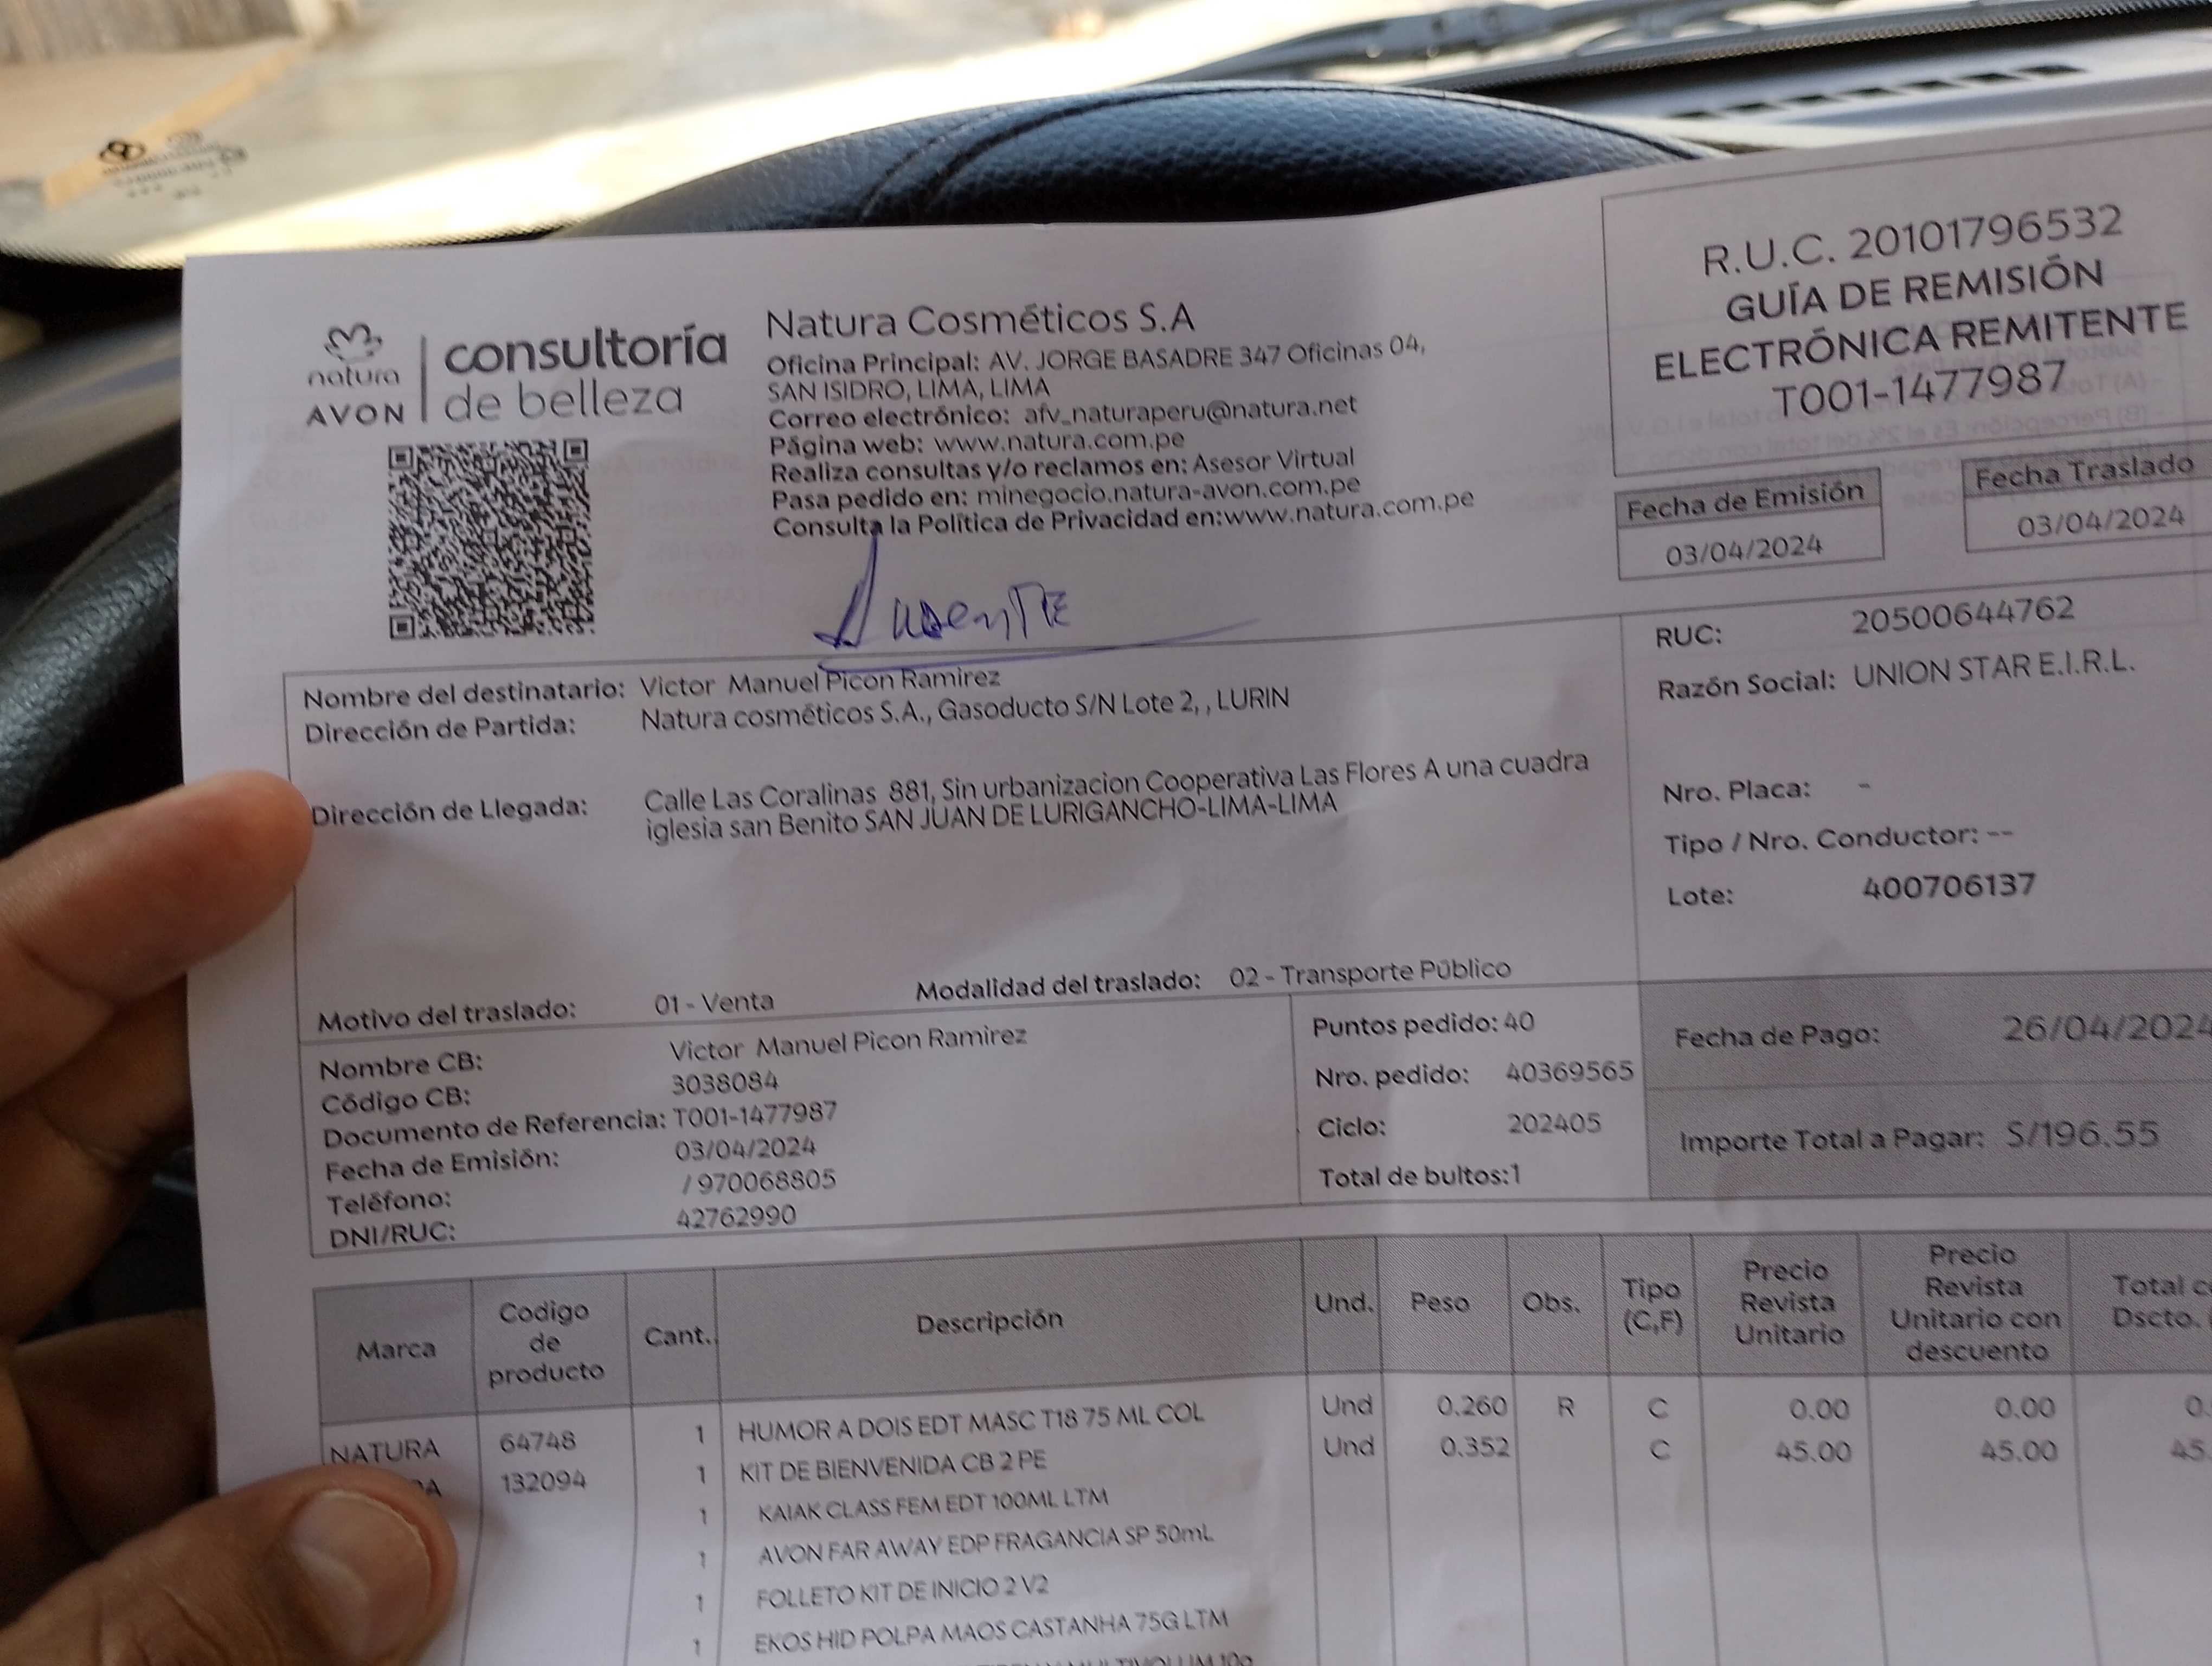 natura
AVON
consultoría
de belleza
Natura Cosméticos S.A
Oficina Principal: AV. JORGE BASADRE 347 Oficinas 04,
SAN ISIDRO, LIMA, LIMA
Correo electrónico: afv_naturaperu@natura.net
Página web: www.natura.com.pe
Realiza consultas y/o reclamos en: Asesor Virtual
Pasa pedido en: minegocio.natura-avon.com.pe
Consulta la Política de Privacidad en:www.natura.com.pe
R.U.C. 20101796532
GUÍA DE REMISIÓN
ELECTRÓNICA REMITENTE
T001-1477987
Fecha de Emisión
03/04/2024
Fecha Traslado
03/04/2024
Ausente
Nombre del destinatario: Victor Manuel Picon Ramirez
Dirección de Partida: Natura cosméticos S.A., Gasoducto S/N Lote 2, , LURIN
Dirección de Llegada: Calle Las Coralinas 881, Sin urbanizacion Cooperativa Las Flores A una cuadra
iglesia san Benito SAN JUAN DE LURIGANCHO-LIMA-LIMA
Motivo del traslado: 01 - Venta Modalidad del traslado: 02 - Transporte Público
RUC: 20500644762
Razón Social: UNION STAR E.I.R.L.
Nro. Placa: -
Tipo / Nro. Conductor: --
Lote: 400706137
Nombre CB: Victor Manuel Picon Ramirez
Código CB: 3038084
Documento de Referencia: T001-1477987
Fecha de Emisión: 03/04/2024
Teléfono: / 970068805
DNI/RUC: 42762990
Puntos pedido: 40
Nro. pedido: 40369565
Ciclo: 202405
Total de bultos:1
Fecha de Pago: 26/04/2024
Importe Total a Pagar: S/196.55
Marca Codigo de producto Cant. Descripción Und. Peso Obs. Tipo (C,F) Precio Revista Unitario Precio Revista Unitario con descuento Total Dscto.
NATURA 64748 1 HUMOR A DOIS EDT MASC T18 75 ML COL Und 0.260 R C 0.00 0.00 0.
RA 132094 1 KIT DE BIENVENIDA CB 2 PE Und 0.352 C 45.00 45.00 45.
1 KAIAK CLASS FEM EDT 100ML LTM
1 AVON FAR AWAY EDP FRAGANCIA SP 50mL
1 FOLLETO KIT DE INICIO 2 V2
1 EKOS HID POLPA MAOS CASTANHA 75G LTM